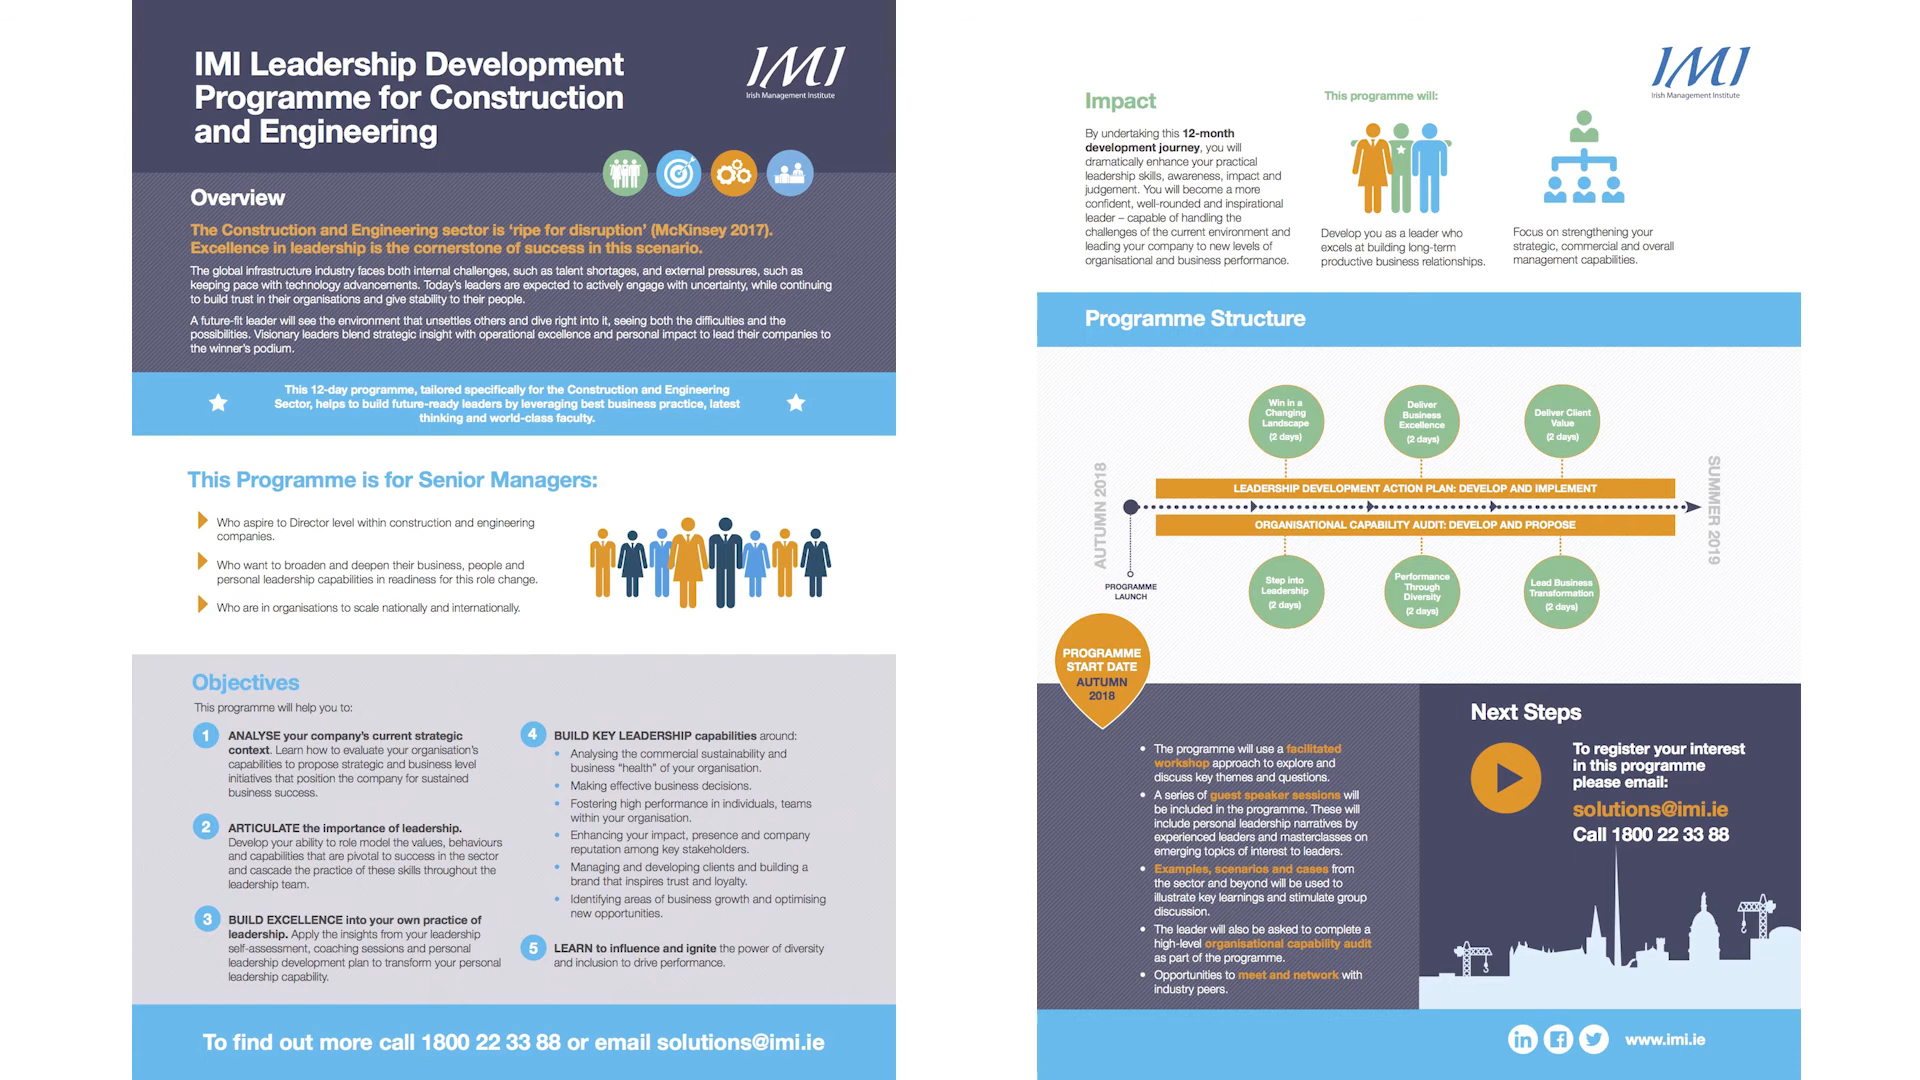 IMI Leadership Development
Programme for Construction
and Engineering
IMI
Irish Management Institute
Overview
The Construction and Engineering sector is ‘ripe for disruption’ (McKinsey 2017).
Excellence in leadership is the cornerstone of success in this scenario.
The global infrastructure industry faces both internal challenges, such as talent shortages, and external pressures, such as
keeping pace with technology advancements. Today’s leaders are expected to actively engage with uncertainty, while continuing
to build trust in their organisations and give stability to their people.
A future-fit leader will see the environment that unsettles others and dive right into it, seeing both the difficulties and the
possibilities. Visionary leaders blend strategic insight with operational excellence and personal impact to lead their companies to
the winner’s podium.
This 12-day programme, tailored specifically for the Construction and Engineering
Sector, helps to build future-ready leaders by leveraging best business practice, latest
thinking and world-class faculty.
This Programme is for Senior Managers:
Who aspire to Director level within construction and engineering
companies.
Who want to broaden and deepen their business, people and
personal leadership capabilities in readiness for this role change.
Who are in organisations to scale nationally and internationally.
Objectives
This programme will help you to:
1 ANALYSE your company’s current strategic
context. Learn how to evaluate your organisation’s
capabilities to propose strategic and business level
initiatives that position the company for sustained
business success.
2 ARTICULATE the importance of leadership.
Develop your ability to role model the values, behaviours
and capabilities that are pivotal to success in the sector
and cascade the practice of these skills throughout the
leadership team.
3 BUILD EXCELLENCE into your own practice of
leadership. Apply the insights from your leadership
self-assessment, coaching sessions and personal
leadership development plan to transform your personal
leadership capability.
4 BUILD KEY LEADERSHIP capabilities around:
• Analysing the commercial sustainability and
business “health” of your organisation.
• Making effective business decisions.
• Fostering high performance in individuals, teams
within your organisation.
• Enhancing your impact, presence and company
reputation among key stakeholders.
• Managing and developing clients and building a
brand that inspires trust and loyalty.
• Identifying areas of business growth and optimising
new opportunities.
5 LEARN to influence and ignite the power of diversity
and inclusion to drive performance.
To find out more call 1800 22 33 88 or email solutions@imi.ie
IMI
Irish Management Institute
Impact
By undertaking this 12-month
development journey, you will
dramatically enhance your practical
leadership skills, awareness, impact and
judgement. You will become a more
confident, well-rounded and inspirational
leader – capable of handling the
challenges of the current environment and
leading your company to new levels of
organisational and business performance.
This programme will:
Develop you as a leader who
excels at building long-term
productive business relationships.
Focus on strengthening your
strategic, commercial and overall
management capabilities.
Programme Structure
AUTUMN 2018
Win in a
Changing
Landscape
(2 days)
Deliver
Business
Excellence
(2 days)
Deliver Client
Value
(2 days)
LEADERSHIP DEVELOPMENT ACTION PLAN: DEVELOP AND IMPLEMENT
ORGANISATIONAL CAPABILITY AUDIT: DEVELOP AND PROPOSE
SUMMER 2019
PROGRAMME
LAUNCH
Step into
Leadership
(2 days)
Performance
Through
Diversity
(2 days)
Lead Business
Transformation
(2 days)
PROGRAMME
START DATE
AUTUMN
2018
• The programme will use a facilitated
workshop approach to explore and
discuss key themes and questions.
• A series of guest speaker sessions will
be included in the programme. These will
include personal leadership narratives by
experienced leaders and masterclasses on
emerging topics of interest to leaders.
• Examples, scenarios and cases from
the sector and beyond will be used to
illustrate key learnings and stimulate group
discussion.
• The leader will also be asked to complete a
high-level organisational capability audit
as part of the programme.
• Opportunities to meet and network with
industry peers.
Next Steps
To register your interest
in this programme
please email:
solutions@imi.ie
Call 1800 22 33 88
www.imi.ie